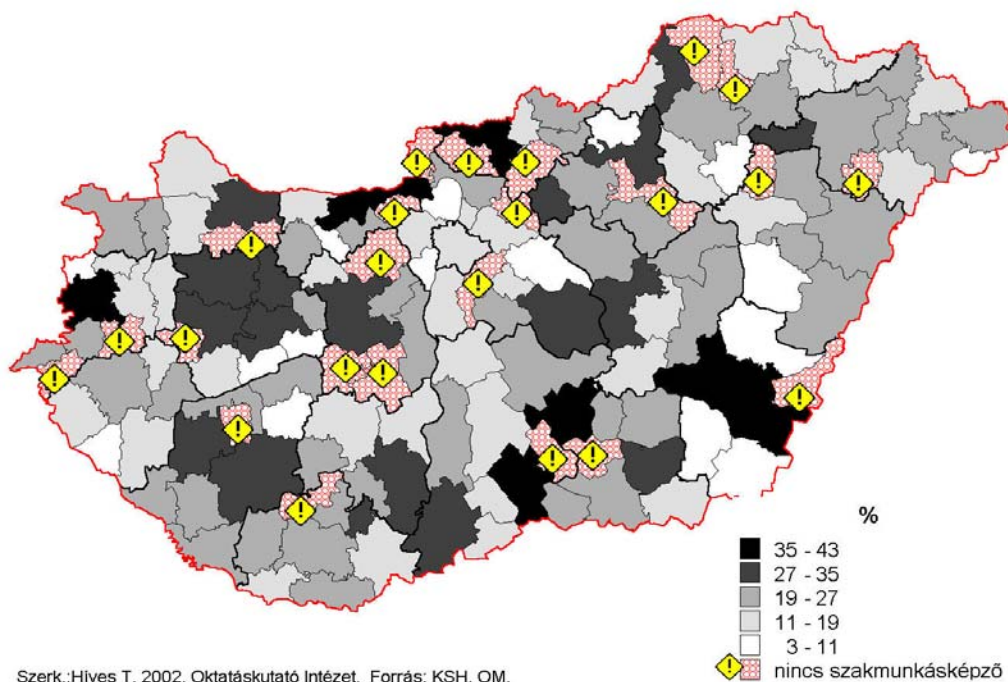 %
35 - 43
27 - 35
19 - 27
11 - 19
3 - 11
nincs szakmunkásképző
Szerk.:Híves T. 2002. Oktatáskutató Intézet. Forrás: KSH, OM.